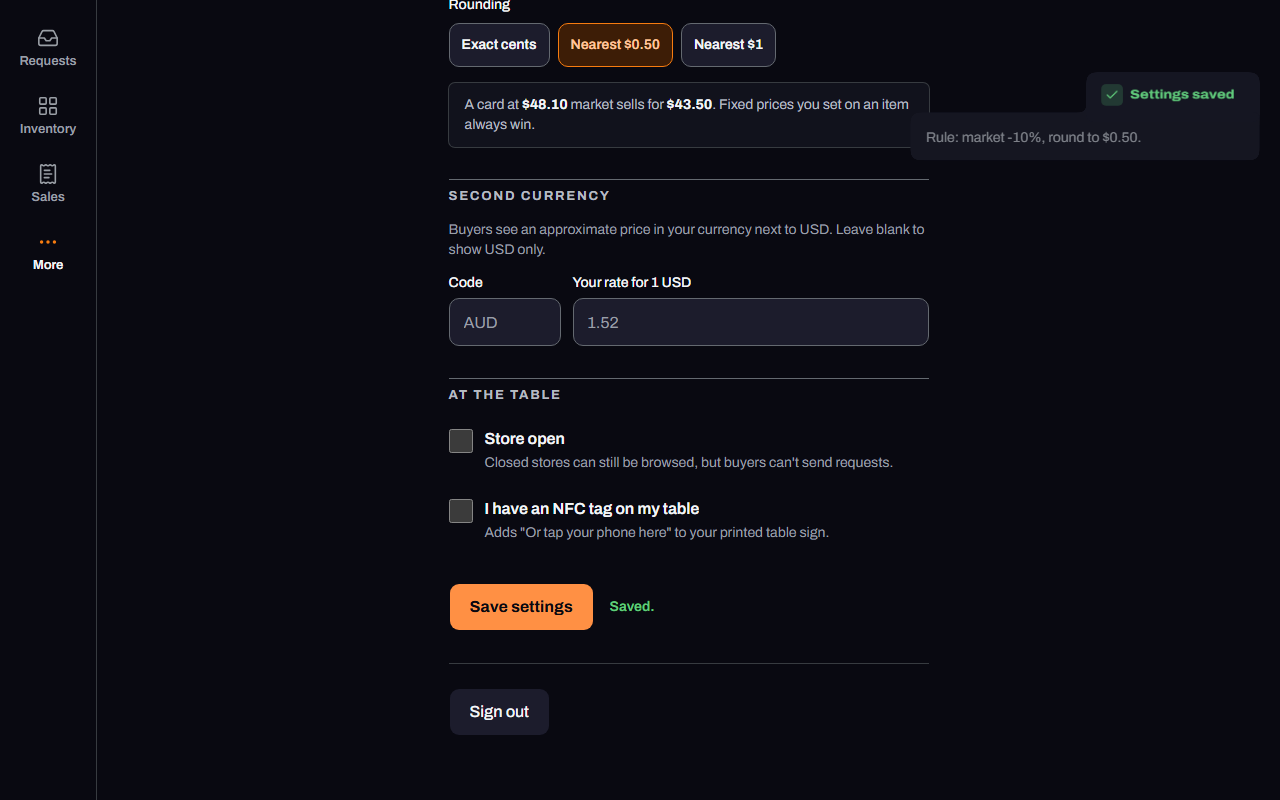 Requests
Inventory
Sales
More
Rounding
Exact cents
Nearest $0.50
Nearest $1
A card at $48.10 market sells for $43.50. Fixed prices you set on an item
always win.
Settings saved
Rule: market -10%, round to $0.50.
SECOND CURRENCY
Buyers see an approximate price in your currency next to USD. Leave blank to
show USD only.
Code
Your rate for 1 USD
AUD
1.52
AT THE TABLE
Store open
Closed stores can still be browsed, but buyers can't send requests.
I have an NFC tag on my table
Adds "Or tap your phone here" to your printed table sign.
Save settings
Saved.
Sign out